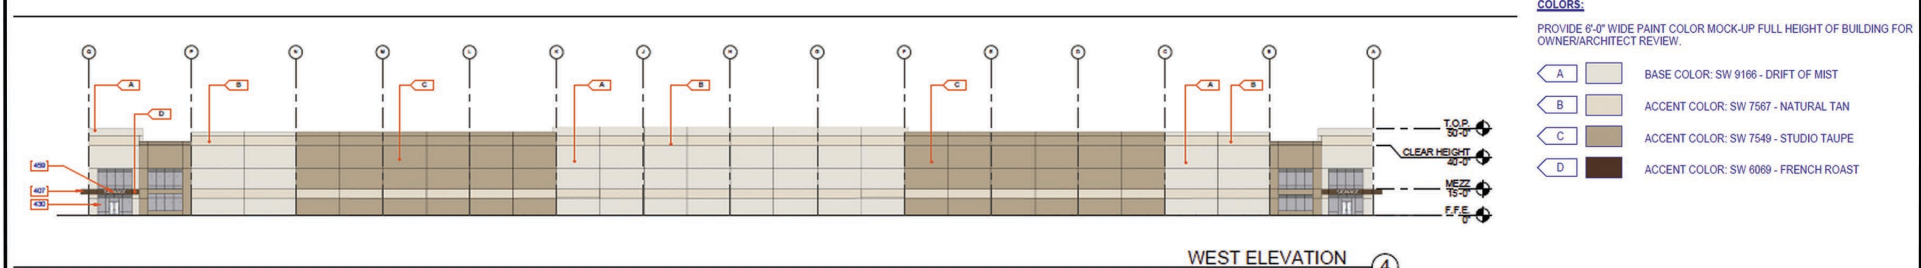 COLORS:
PROVIDE 6'-0" WIDE PAINT COLOR MOCK-UP FULL HEIGHT OF BUILDING FOR
OWNER/ARCHITECT REVIEW.
A BASE COLOR: SW 9166 - DRIFT OF MIST
B ACCENT COLOR: SW 7567 - NATURAL TAN
C ACCENT COLOR: SW 7549 - STUDIO TAUPE
D ACCENT COLOR: SW 6069 - FRENCH ROAST
P N M L K J H F E D C B A
A B C A B C A B
D
T.O.P.
50'-0"
CLEAR HEIGHT
40'-0"
407
MEZZ
15'-0"
430
F.F.E.
0"
WEST ELEVATION 4